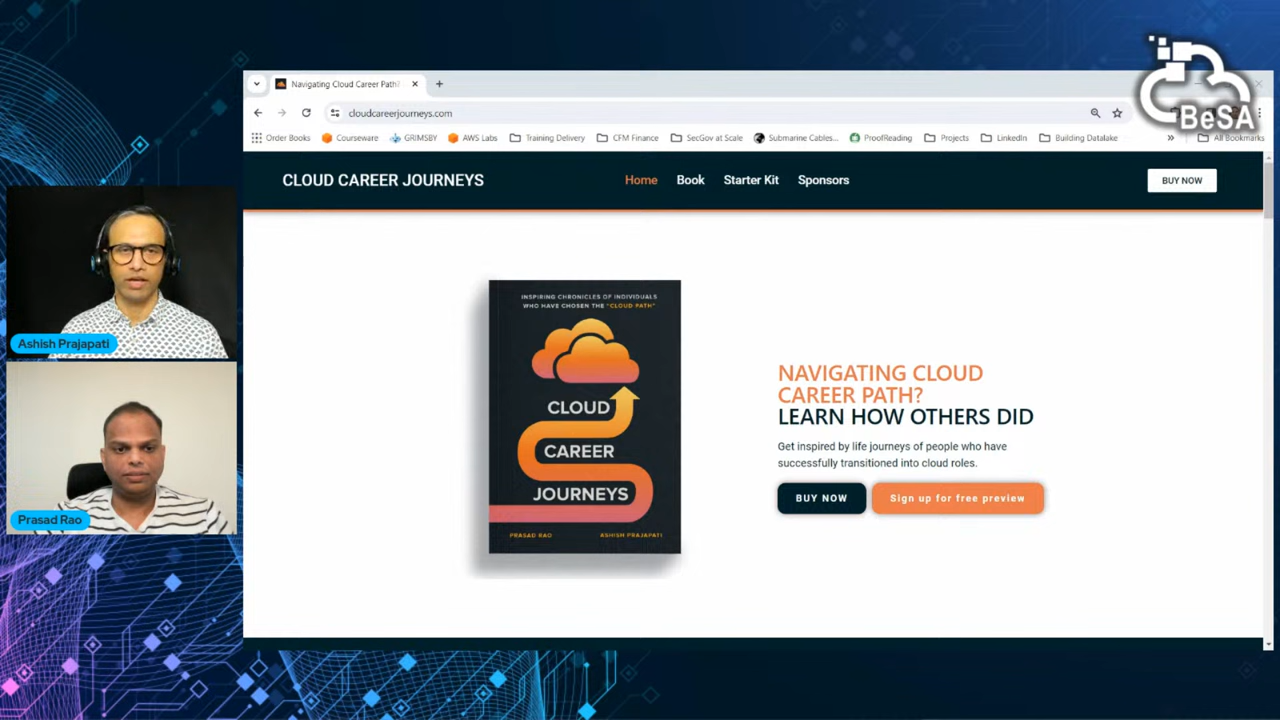 BeSA
Navigating Cloud Career Path?
cloudcareerjourneys.com
Order Books
Courseware
GRIMSBY
AWS Labs
Training Delivery
CFM Finance
SecGov at Scale
Submarine Cables...
ProofReading
Projects
LinkedIn
Building Datalake
»
All Bookmarks
CLOUD CAREER JOURNEYS
Home
Book
Starter Kit
Sponsors
BUY NOW
INSPIRING CHRONICLES OF INDIVIDUALS
WHO HAVE CHOSEN THE "CLOUD PATH"
CLOUD
CAREER
JOURNEYS
PRASAD RAO
ASHISH PRAJAPATI
NAVIGATING CLOUD
CAREER PATH?
LEARN HOW OTHERS DID
Get inspired by life journeys of people who have
successfully transitioned into cloud roles.
BUY NOW
Sign up for free preview
Ashish Prajapati
Prasad Rao